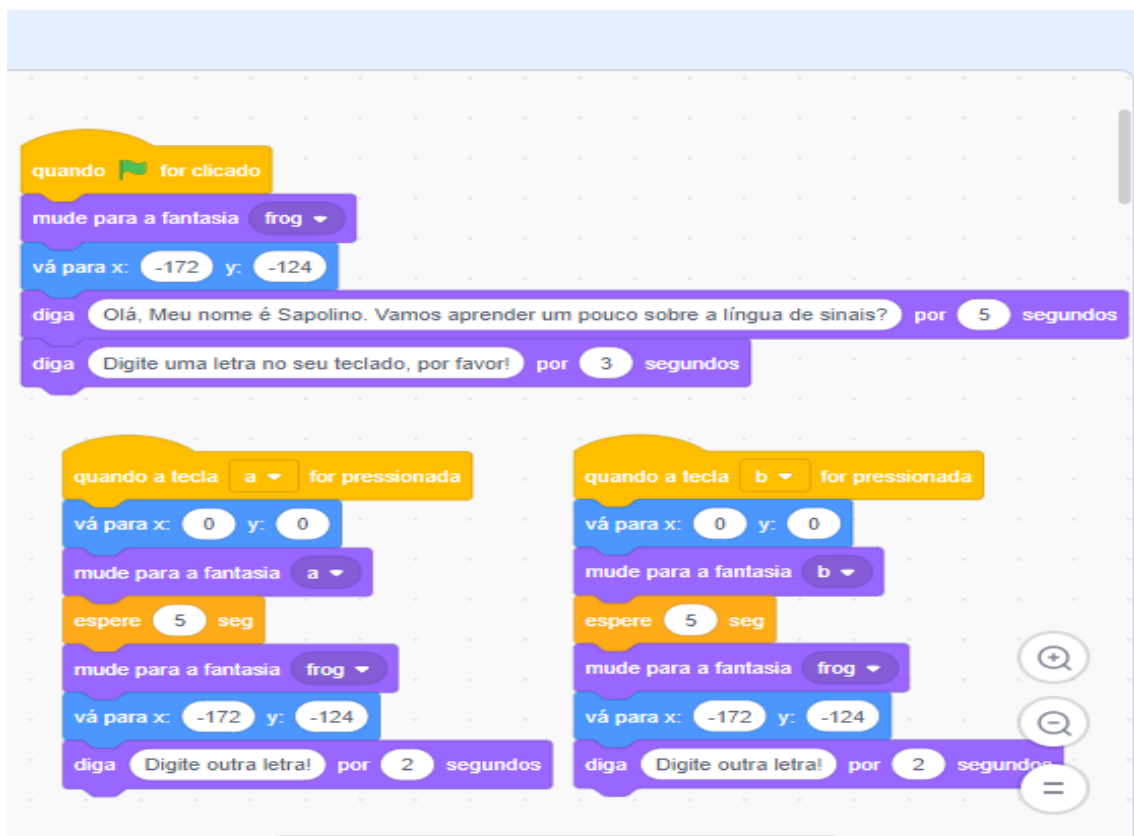 quando for clicado
mude para a fantasia frog
vá para x: -172 y: -124
diga Olá, Meu nome é Sapolino. Vamos aprender um pouco sobre a língua de sinais? por 5 segundos
diga Digite uma letra no seu teclado, por favor! por 3 segundos
quando a tecla a for pressionada
vá para x: 0 y: 0
mude para a fantasia a
espere 5 seg
mude para a fantasia frog
vá para x: -172 y: -124
diga Digite outra letra! por 2 segundos
quando a tecla b for pressionada
vá para x: 0 y: 0
mude para a fantasia b
espere 5 seg
mude para a fantasia frog
vá para x: -172 y: -124
diga Digite outra letra! por 2 segundos